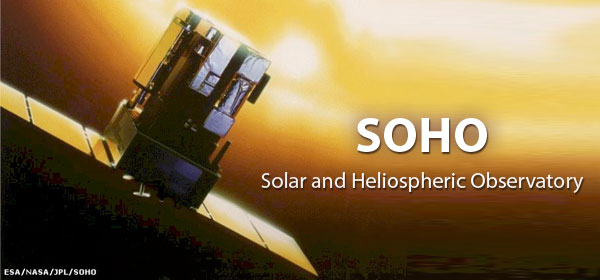 SOHO
Solar and Heliospheric Observatory
ESA/NASA/JPL/SOHO